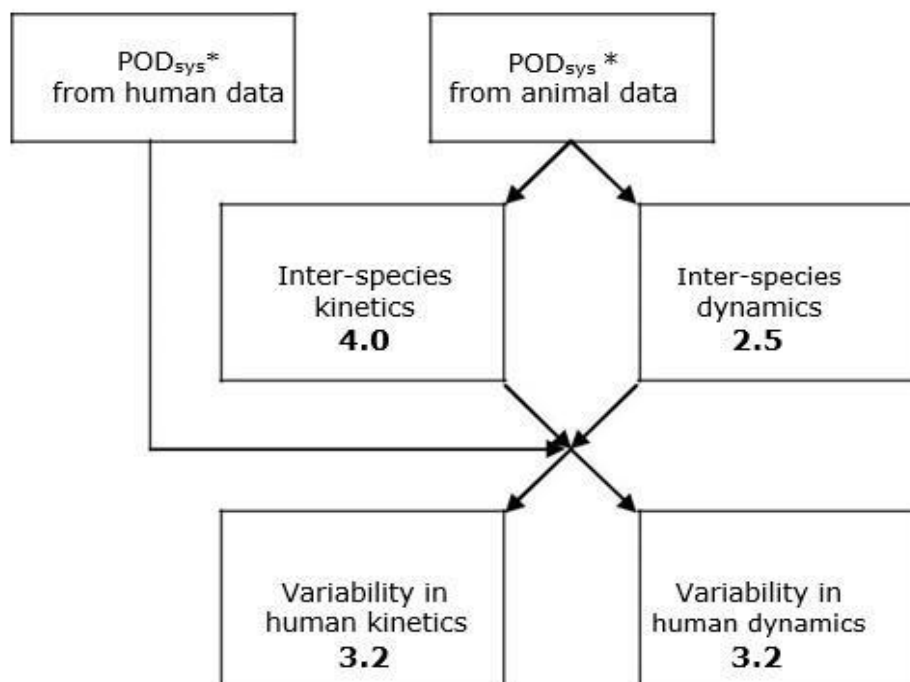 PODsys*
from human data
PODsys *
from animal data
Inter-species
kinetics
4.0
Inter-species
dynamics
2.5
Variability in
human kinetics
3.2
Variability in
human dynamics
3.2